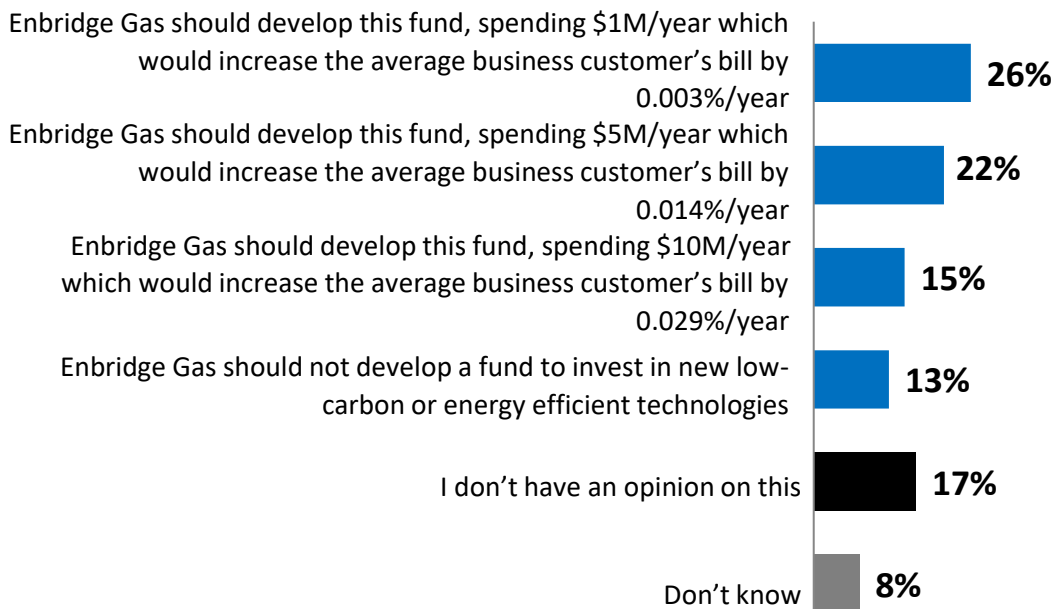 Enbridge Gas should develop this fund, spending $1M/year which
would increase the average business customer’s bill by
0.003%/year
26%
Enbridge Gas should develop this fund, spending $5M/year which
would increase the average business customer’s bill by
0.014%/year
22%
Enbridge Gas should develop this fund, spending $10M/year
which would increase the average business customer’s bill by
0.029%/year
15%
Enbridge Gas should not develop a fund to invest in new low-
carbon or energy efficient technologies
13%
I don’t have an opinion on this
17%
Don’t know
8%